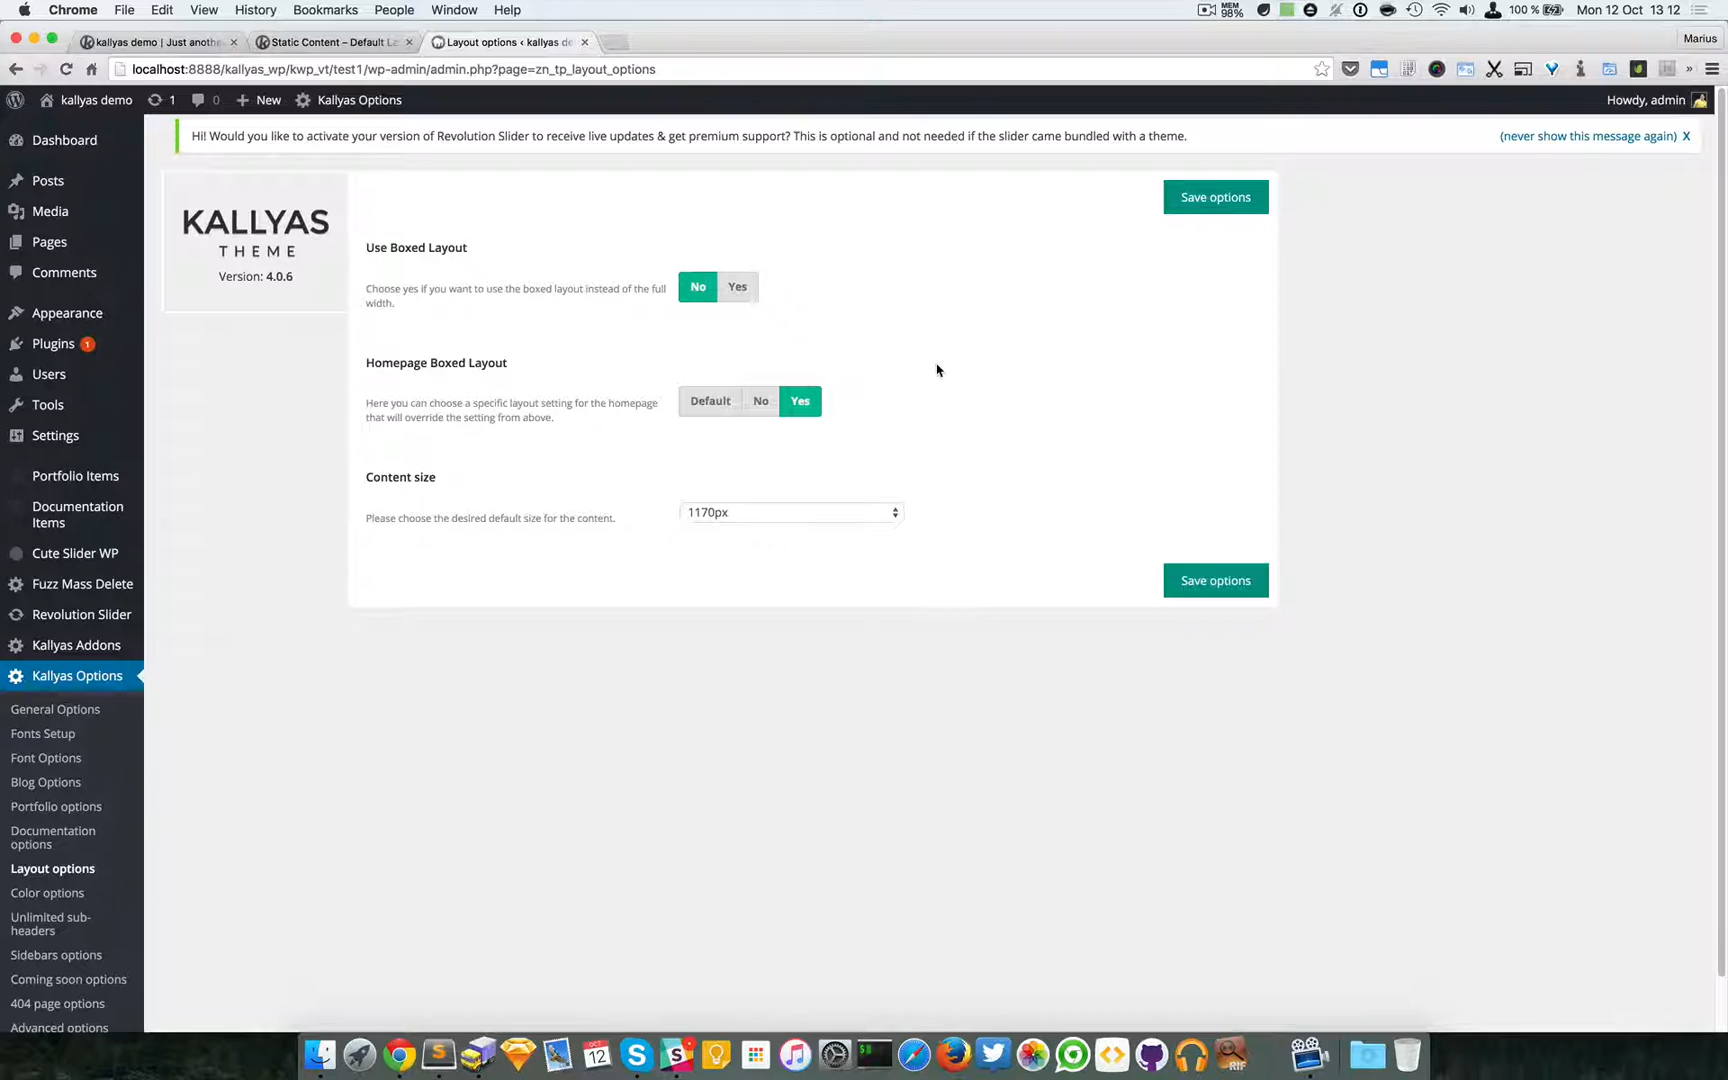 Chrome File Edit View History Bookmarks People Window Help MEM 98% 100 % Mon 12 Oct 13:12
kallyas demo | Just anoth Static Content – Default La Layout options ‹ kallyas de Marius
localhost:8888/kallyas_wp/kwp_vt/test1/wp-admin/admin.php?page=zn_tp_layout_options
kallyas demo 1 0 New Kallyas Options Howdy, admin
Hi! Would you like to activate your version of Revolution Slider to receive live updates & get premium support? This is optional and not needed if the slider came bundled with a theme. (never show this message again) X
Dashboard
Posts
Media
Pages
Comments
Appearance
Plugins 1
Users
Tools
Settings
Portfolio Items
Documentation
Items
Cute Slider WP
Fuzz Mass Delete
Revolution Slider
Kallyas Addons
Kallyas Options
General Options
Fonts Setup
Font Options
Blog Options
Portfolio options
Documentation
options
Layout options
Color options
Unlimited sub-
headers
Sidebars options
Coming soon options
404 page options
Advanced options
KALLYAS
THEME
Version: 4.0.6
Save options
Use Boxed Layout
Choose yes if you want to use the boxed layout instead of the full
width.
No Yes
Homepage Boxed Layout
Here you can choose a specific layout setting for the homepage
that will override the setting from above.
Default No Yes
Content size
Please choose the desired default size for the content.
1170px
Save options
OCT
12
RIF